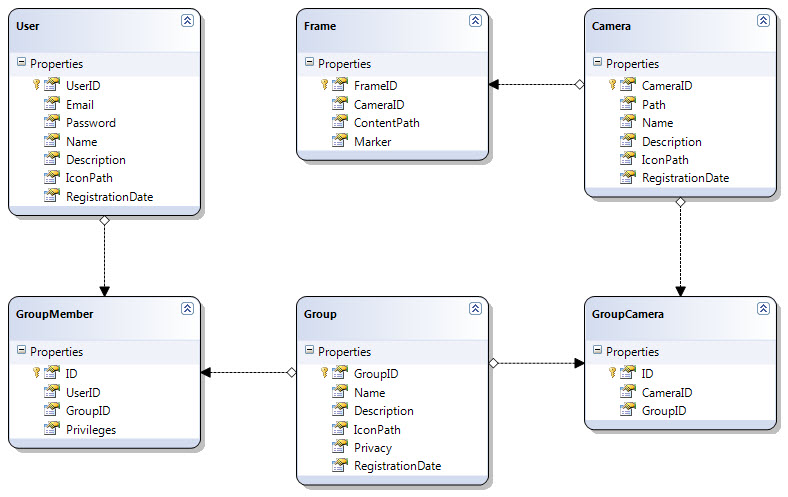 User
Properties
UserID
Email
Password
Name
Description
IconPath
RegistrationDate
Frame
Properties
FrameID
CameraID
ContentPath
Marker
Camera
Properties
CameraID
Path
Name
Description
IconPath
RegistrationDate
GroupMember
Properties
ID
UserID
GroupID
Privileges
Group
Properties
GroupID
Name
Description
IconPath
Privacy
RegistrationDate
GroupCamera
Properties
ID
CameraID
GroupID